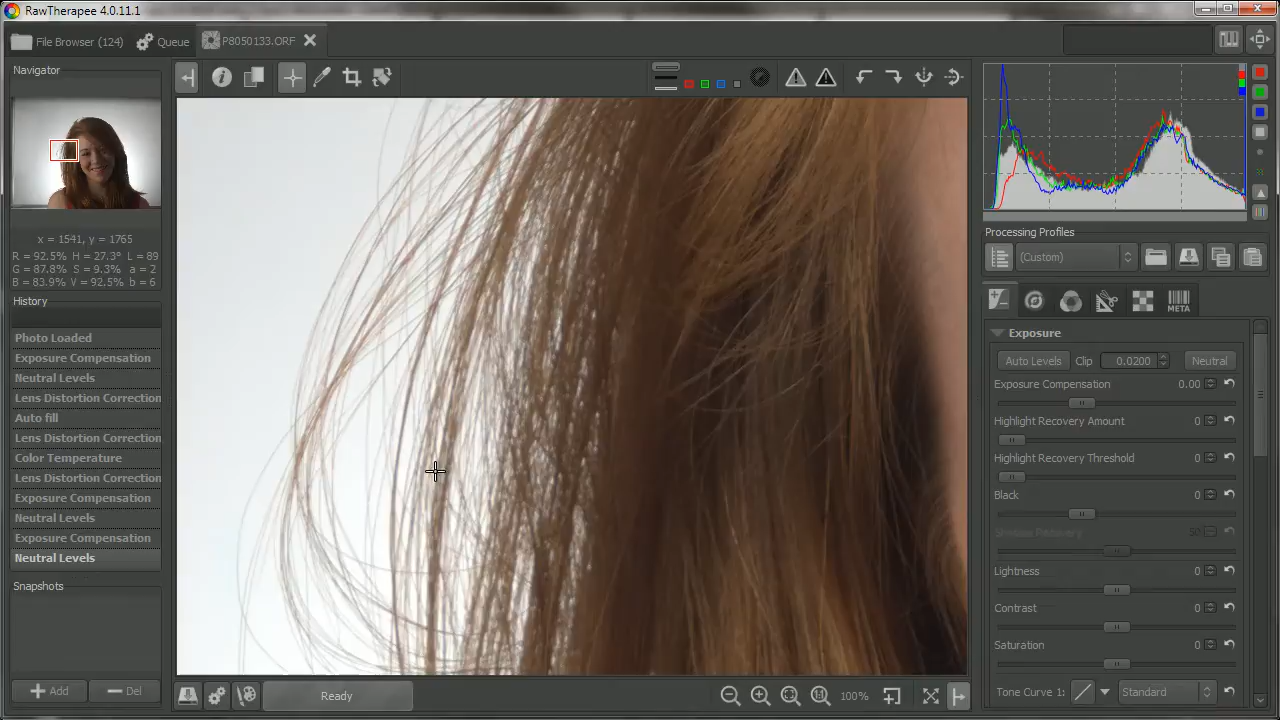 RawTherapee 4.0.11.1
File Browser (124)
Queue
P8050133.ORF
Navigator
x = 1541, y = 1765
R = 92.5% H = 27.3° L = 89
G = 87.8% S = 9.3% a = 2
B = 83.9% V = 92.5% b = 6
History
Photo Loaded
Exposure Compensation
Neutral Levels
Lens Distortion Correction
Auto fill
Lens Distortion Correction
Color Temperature
Lens Distortion Correction
Exposure Compensation
Neutral Levels
Exposure Compensation
Neutral Levels
Snapshots
Add
Del
Ready
1:1
100%
Processing Profiles
(Custom)
META
Exposure
Auto Levels Clip 0.0200 Neutral
Exposure Compensation 0.00
Highlight Recovery Amount 0
Highlight Recovery Threshold 0
Black 0
Shadow Recovery 50
Lightness 0
Contrast 0
Saturation 0
Tone Curve 1: Standard